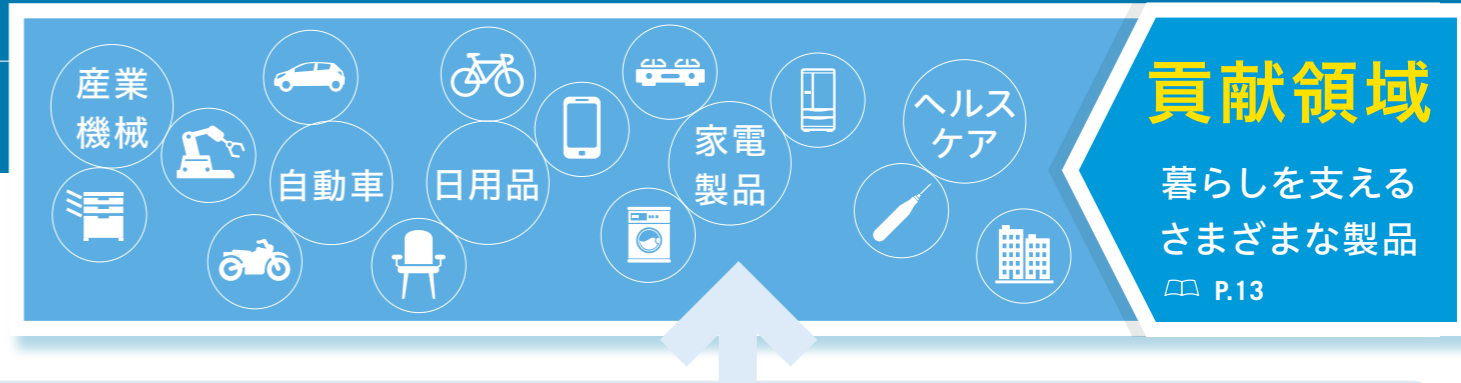 産業
機械
自動車
日用品
家電
製品
ヘルス
ケア
貢献領域
暮らしを支える
さまざまな製品
P.13